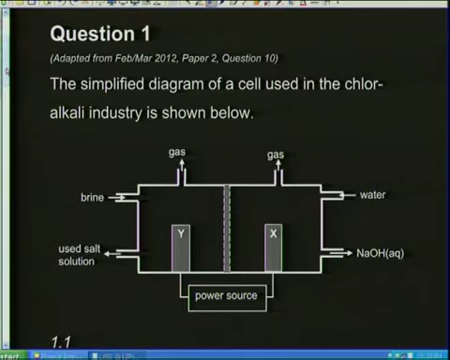 Question 1
(Adapted from Feb/Mar 2012, Paper 2, Question 10)
The simplified diagram of a cell used in the chlor-
alkali industry is shown below.
gas gas
brine water
Y X
used salt
solution
NaOH(aq)
power source
1.1
start